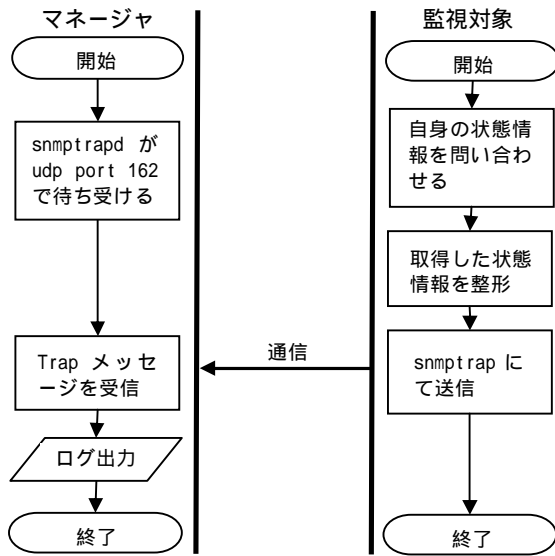 マネージャ
開始
snmptrapd が
udp port 162
で待ち受ける
Trap メッセ
ージを受信
ログ出力
終了
通信
監視対象
開始
自身の状態情
報を問い合わ
せる
取得した状態
情報を整形
snmptrap に
て送信
終了